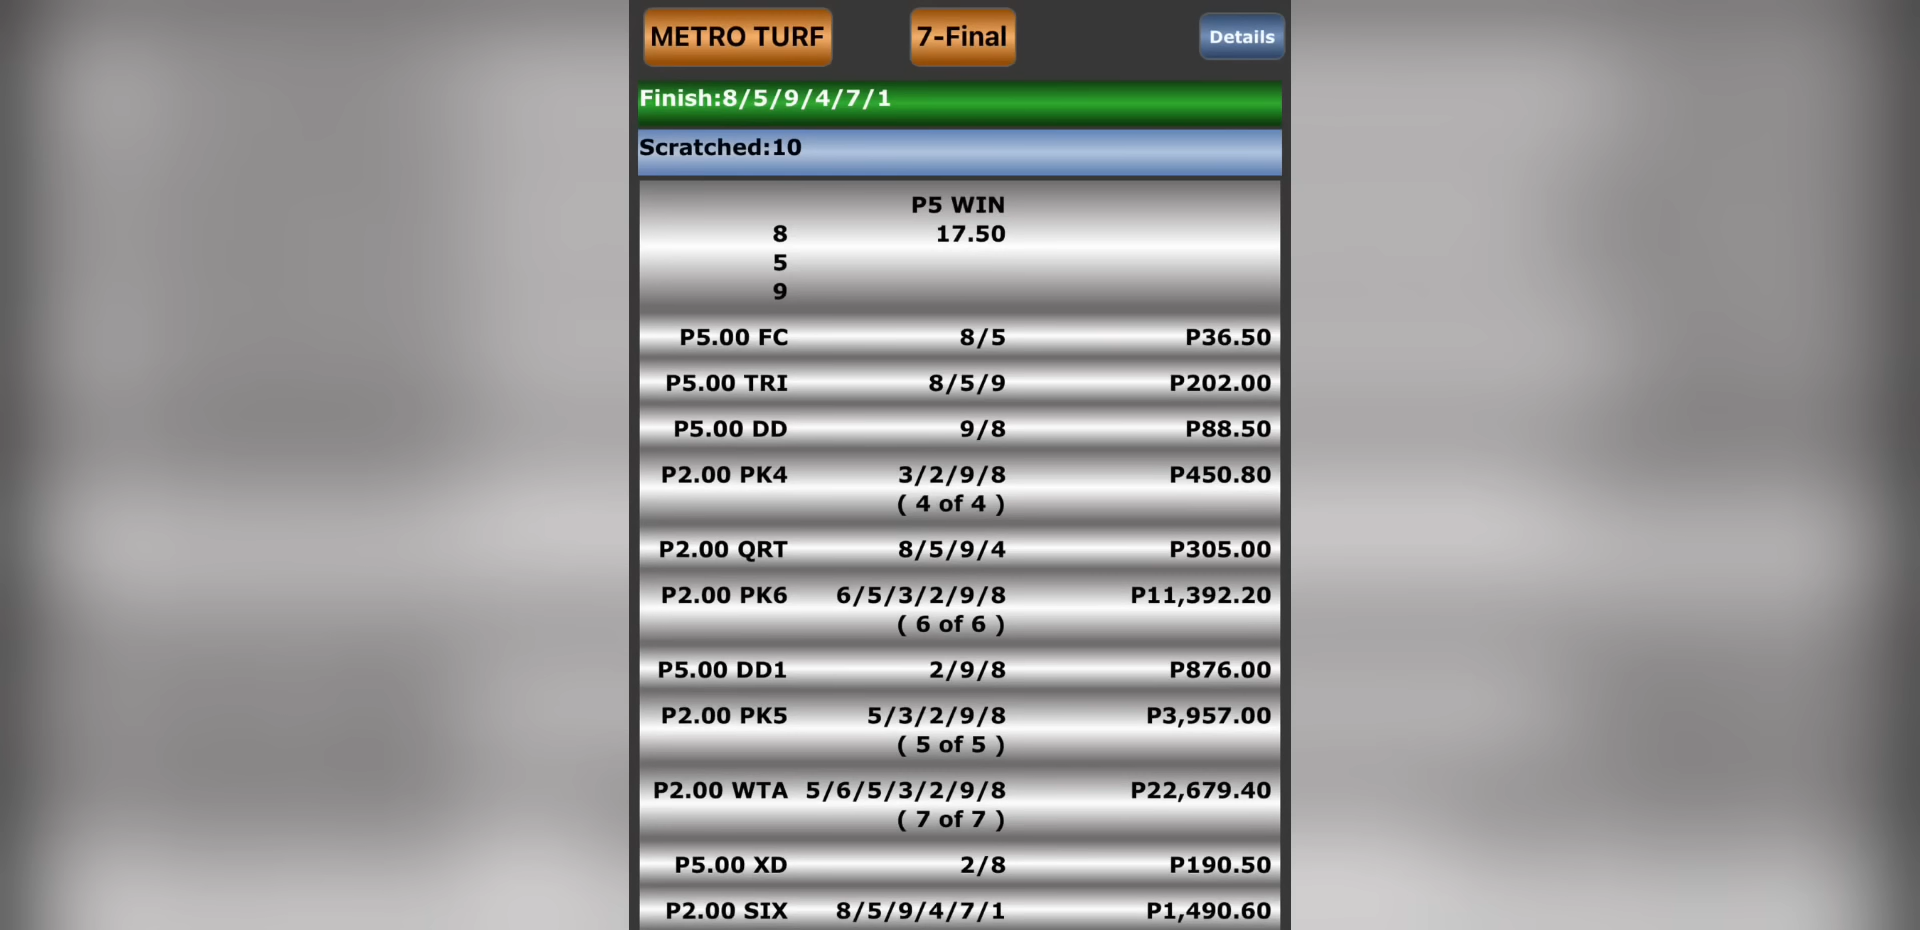 METRO TURF 7-Final Details
Finish:8/5/9/4/7/1
Scratched:10
P5 WIN
8 17.50
5
9
P5.00 FC 8/5 P36.50
P5.00 TRI 8/5/9 P202.00
P5.00 DD 9/8 P88.50
P2.00 PK4 3/2/9/8 P450.80
( 4 of 4 )
P2.00 QRT 8/5/9/4 P305.00
P2.00 PK6 6/5/3/2/9/8 P11,392.20
( 6 of 6 )
P5.00 DD1 2/9/8 P876.00
P2.00 PK5 5/3/2/9/8 P3,957.00
( 5 of 5 )
P2.00 WTA 5/6/5/3/2/9/8 P22,679.40
( 7 of 7 )
P5.00 XD 2/8 P190.50
P2.00 SIX 8/5/9/4/7/1 P1,490.60